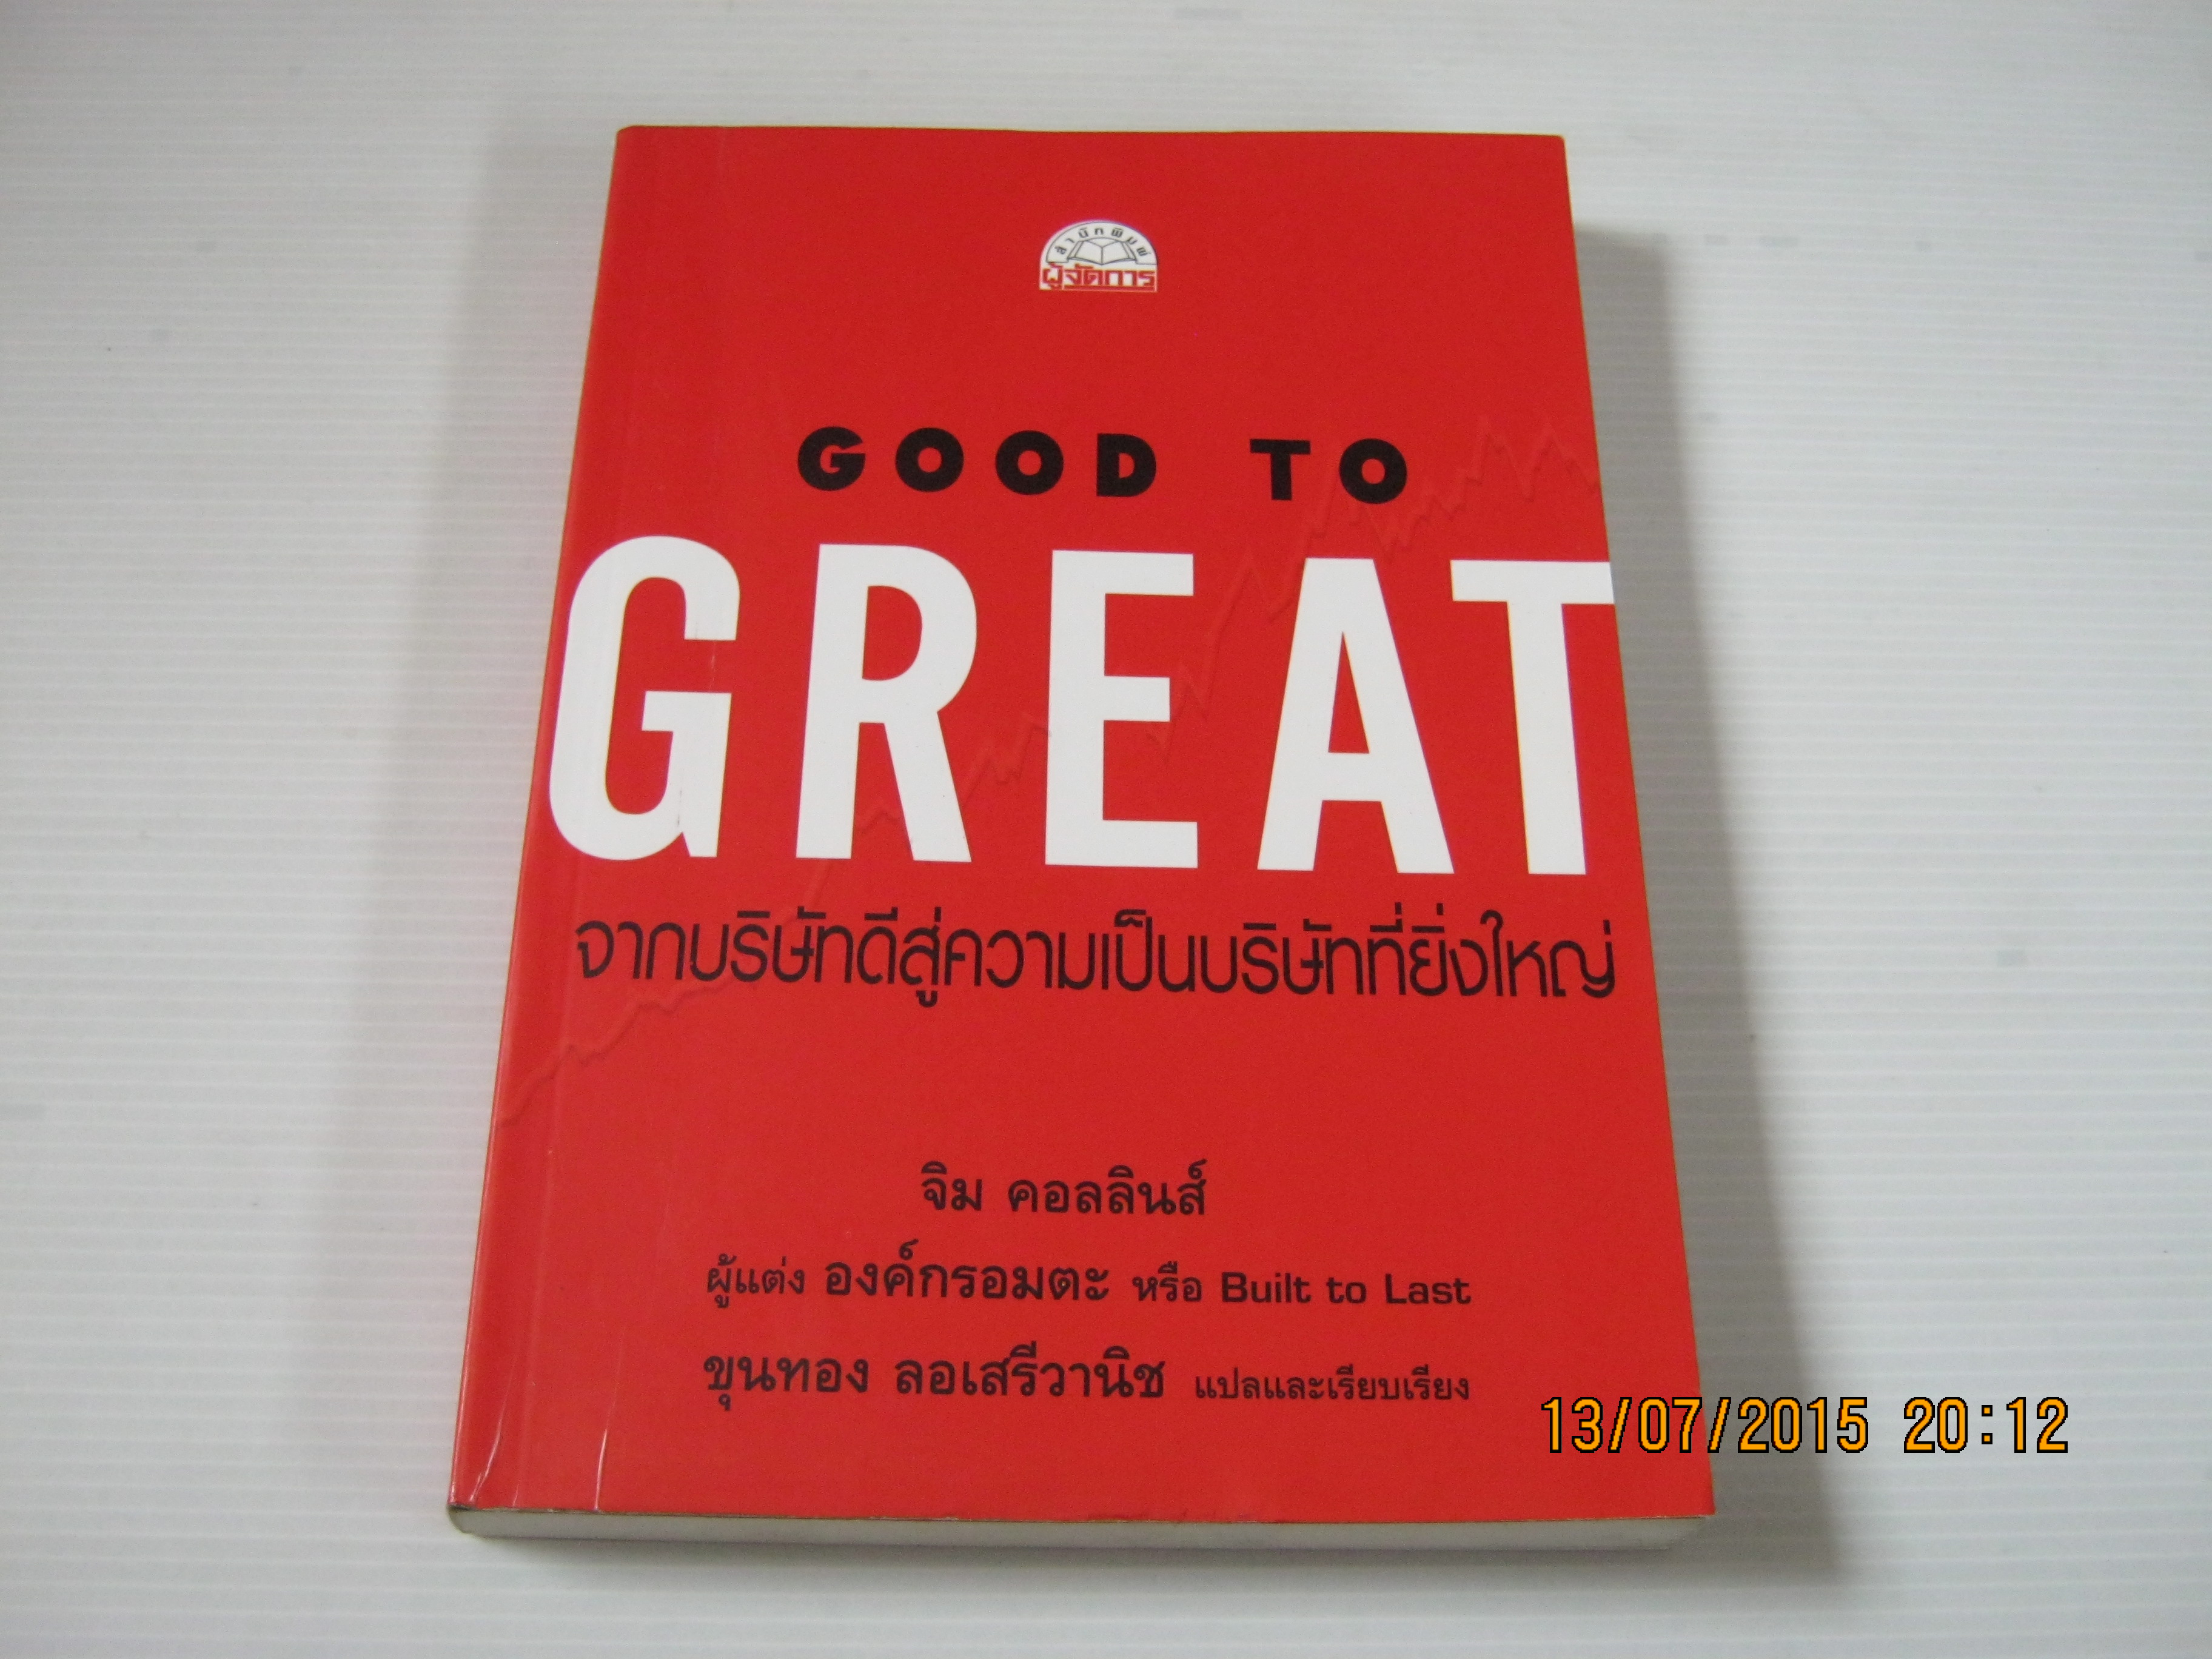 สำนักพิมพ์
ผู้จัดการ
GOOD TO
GREAT
จากบริษัทดีสู่ความเป็นบริษัทที่ยิ่งใหญ่
จิม คอลลินส์
ผู้แต่ง องค์กรอมตะ หรือ Built to Last
ขุนทอง ลอเสรีวานิช แปลและเรียบเรียง
13/07/2015 20:12